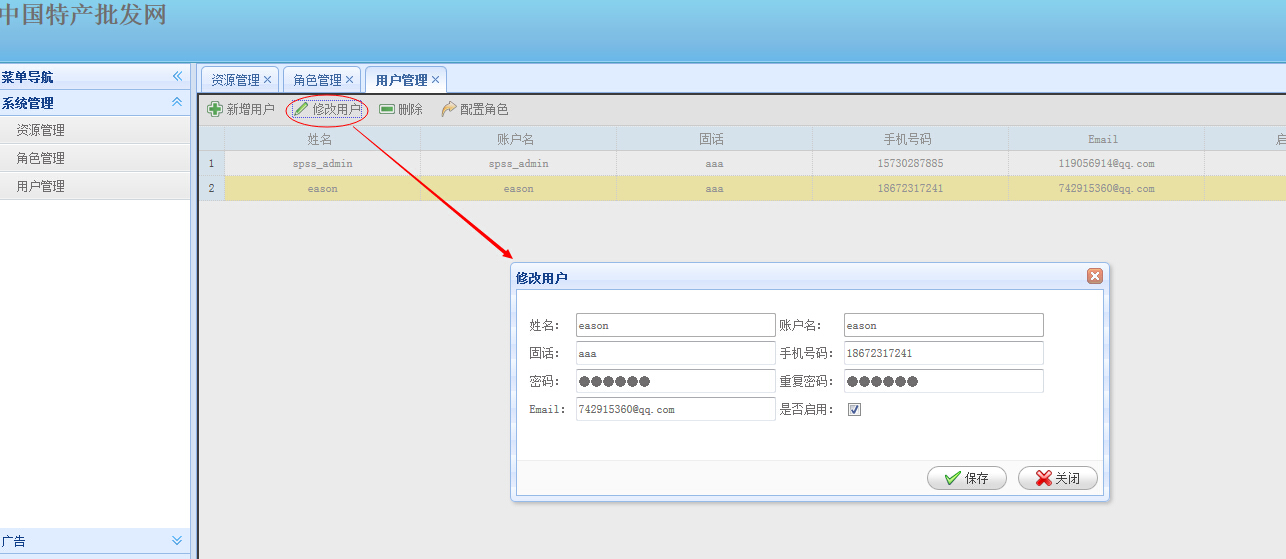 中国特产批发网
菜单导航
系统管理
资源管理
角色管理
用户管理
广告
资源管理 角色管理 用户管理
新增用户 修改用户 删除 配置角色
姓名 账户名 固话 手机号码 Email
1 spss_admin spss_admin aaa 15730287885 119056914@qq.com
2 eason eason aaa 18672317241 742915360@qq.com
修改用户
姓名: eason 账户名: eason
固话: aaa 手机号码: 18672317241
密码: ●●●●●● 重复密码: ●●●●●●
Email: 742915360@qq.com 是否启用:
保存 关闭